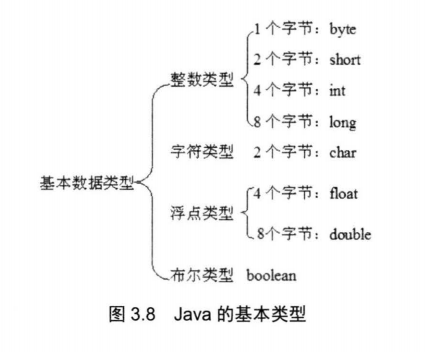 1 个字节：byte
2 个字节：short
整数类型
4 个字节：int
8 个字节：long
字符类型 2 个字节：char
基本数据类型
4 个字节：float
浮点类型
8个字节：double
布尔类型 boolean
图 3.8 Java 的基本类型